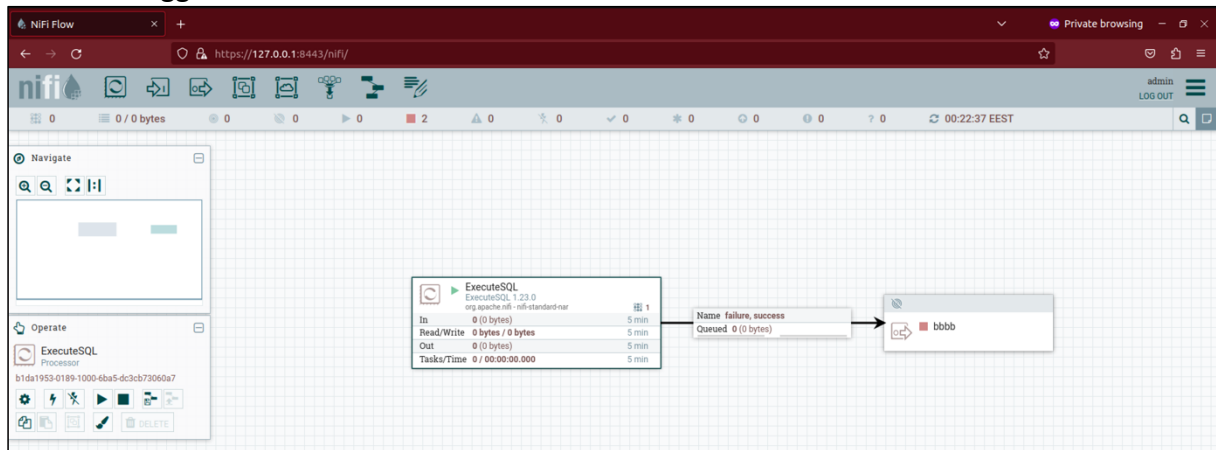 NiFi Flow
Private browsing
https://127.0.0.1:8443/nifi/
nifi
admin
LOG OUT
0 0 / 0 bytes 0 0 0 2 0 0 0 0 0 0 ? 0 00:22:37 EEST
Navigate
Operate
ExecuteSQL
Processor
b1da1953-0189-1000-6ba5-dc3cb73060a7
DELETE
ExecuteSQL
ExecuteSQL 1.23.0
org.apache.nifi - nifi-standard-nar
1
In 0 (0 bytes) 5 min
Read/Write 0 bytes / 0 bytes 5 min
Out 0 (0 bytes) 5 min
Tasks/Time 0 / 00:00:00.000 5 min
Name failure, success
Queued 0 (0 bytes)
bbbb